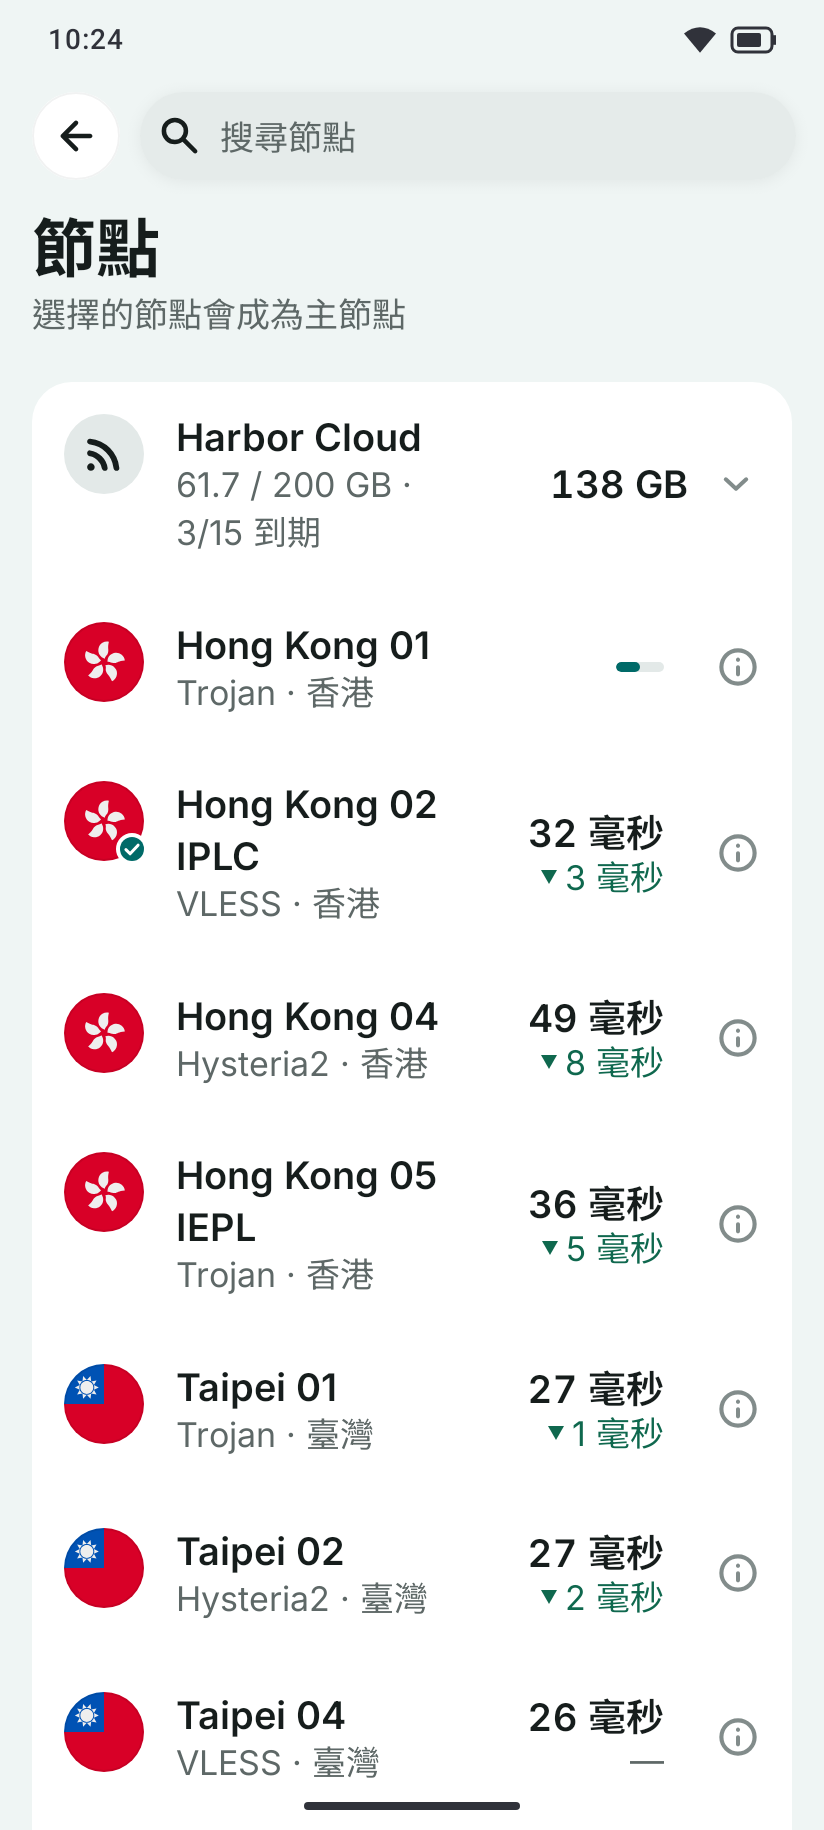 10:24
搜尋節點
節點
選擇的節點會成為主節點
Harbor Cloud
61.7 / 200 GB ·
3/15 到期
138 GB
Hong Kong 01
Trojan · 香港
Hong Kong 02
IPLC
VLESS · 香港
32 毫秒
▼3 毫秒
Hong Kong 04
Hysteria2 · 香港
49 毫秒
▼8 毫秒
Hong Kong 05
IEPL
Trojan · 香港
36 毫秒
▼5 毫秒
Taipei 01
Trojan · 臺灣
27 毫秒
▼1 毫秒
Taipei 02
Hysteria2 · 臺灣
27 毫秒
▼2 毫秒
Taipei 04
VLESS · 臺灣
26 毫秒
—